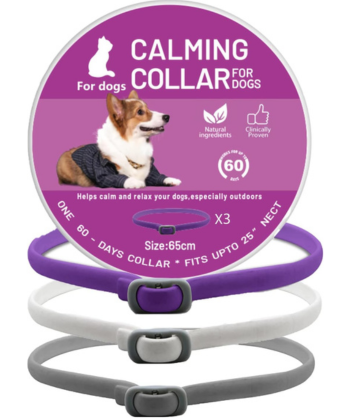 CALMING
COLLAR FOR DOGS
For dogs
Natural ingredients
Clinically Proven
60
DAYS
Helps calm and relax your dogs,especially outdoors
X3
Size:65cm
ONE 60 - DAYS COLLAR * FITS UPTO 25" NECT